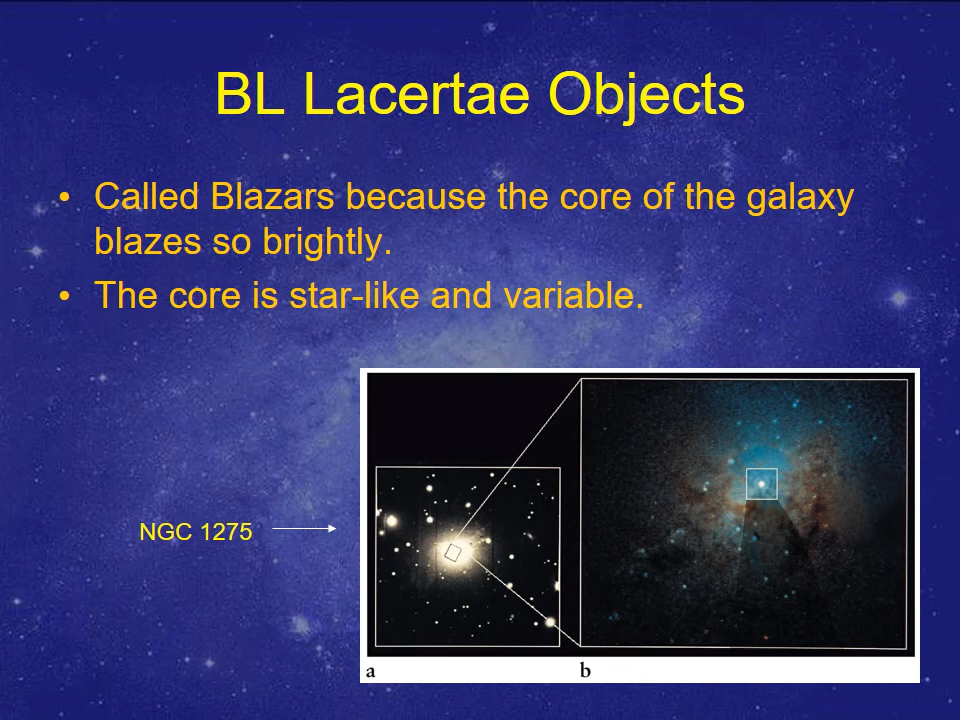 BL Lacertae Objects
• Called Blazars because the core of the galaxy
blazes so brightly.
• The core is star-like and variable.
NGC 1275
a
b